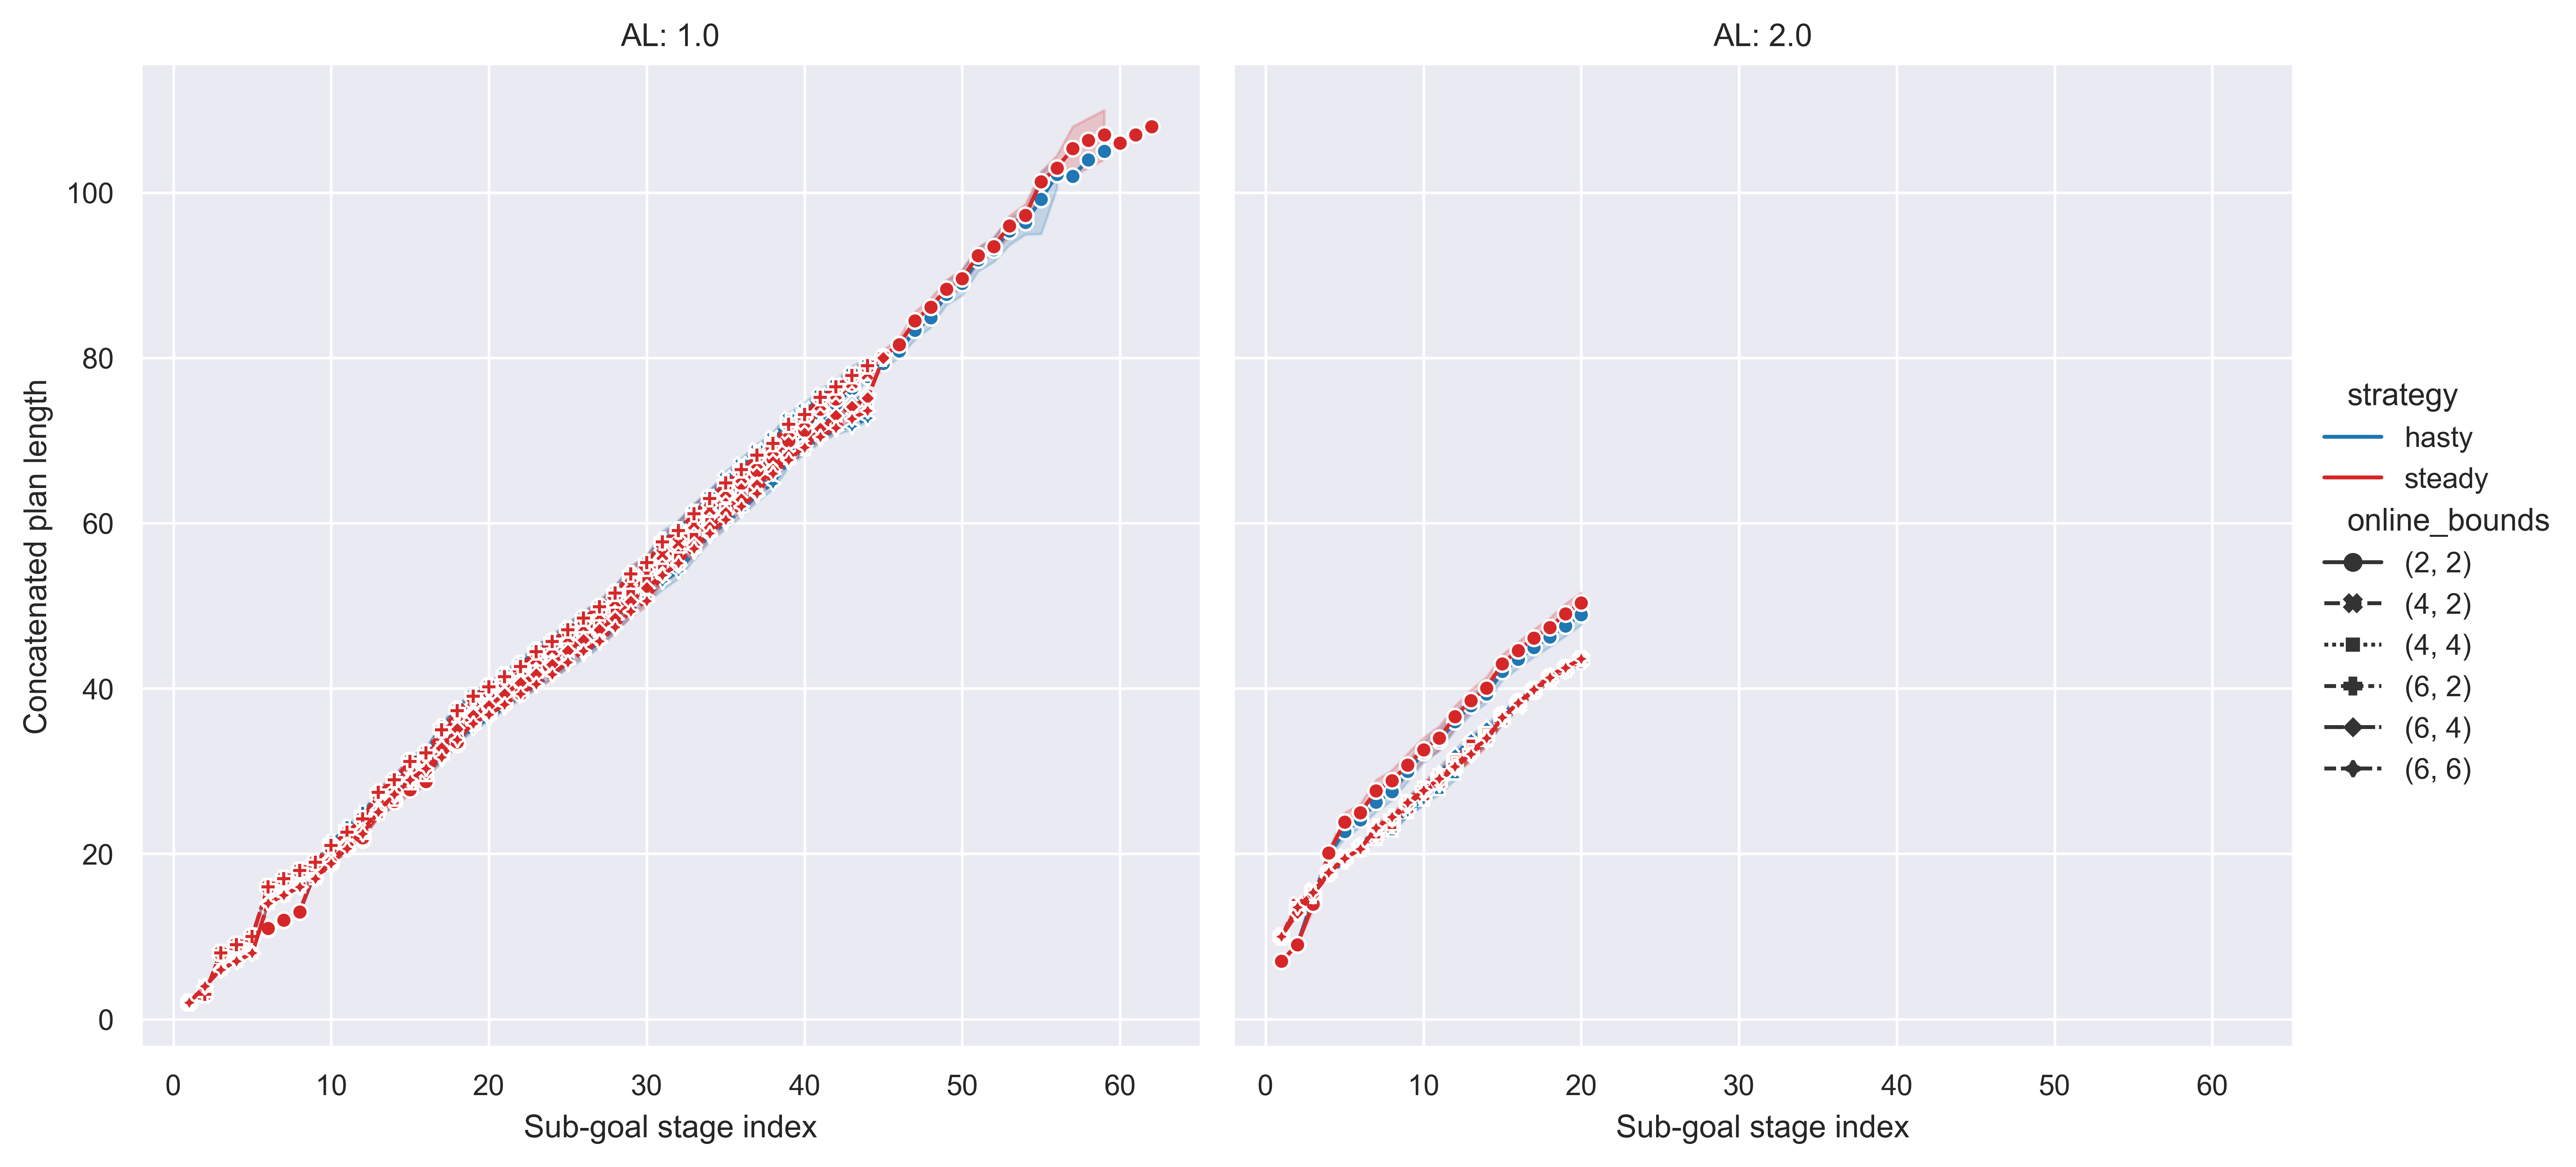 AL: 1.0
AL: 2.0
Concatenated plan length
100
80
60
40
20
0
0 10 20 30 40 50 60
0 10 20 30 40 50 60
Sub-goal stage index
Sub-goal stage index
strategy
hasty
steady
online_bounds
(2, 2)
(4, 2)
(4, 4)
(6, 2)
(6, 4)
(6, 6)